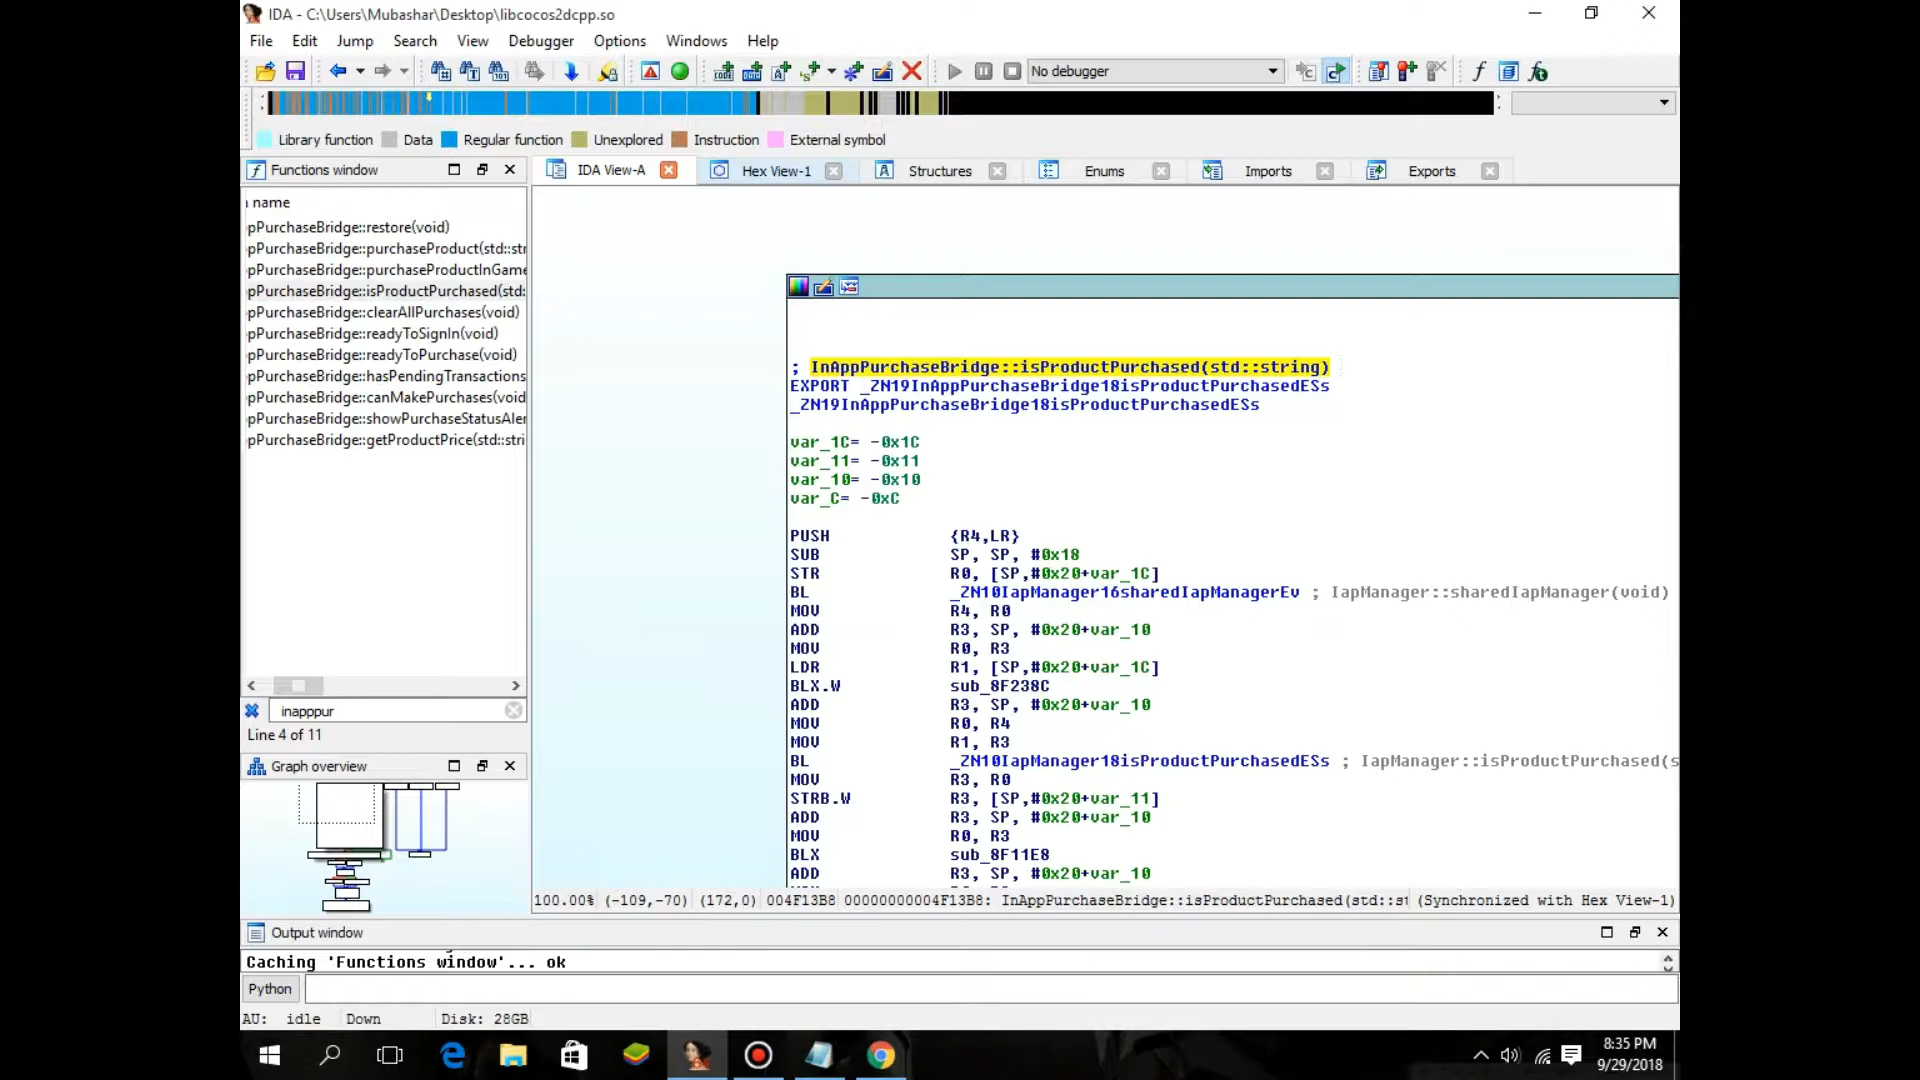 IDA - C:\Users\Mubashar\Desktop\libcocos2dcpp.so
File Edit Jump Search View Debugger Options Windows Help
No debugger
Library function Data Regular function Unexplored Instruction External symbol
Functions window
IDA View-A Hex View-1 Structures Enums Imports Exports
name
pPurchaseBridge::restore(void)
pPurchaseBridge::purchaseProduct(std::str
pPurchaseBridge::purchaseProductInGame
pPurchaseBridge::isProductPurchased(std:
pPurchaseBridge::clearAllPurchases(void)
pPurchaseBridge::readyToSignIn(void)
pPurchaseBridge::readyToPurchase(void)
pPurchaseBridge::hasPendingTransactions
pPurchaseBridge::canMakePurchases(void
pPurchaseBridge::showPurchaseStatusAler
pPurchaseBridge::getProductPrice(std::stri
inapppur
Line 4 of 11
Graph overview
; InAppPurchaseBridge::isProductPurchased(std::string)
EXPORT _ZN19InAppPurchaseBridge18isProductPurchasedESs
_ZN19InAppPurchaseBridge18isProductPurchasedESs
var_1C= -0x1C
var_11= -0x11
var_10= -0x10
var_C= -0xC
PUSH {R4,LR}
SUB SP, SP, #0x18
STR R0, [SP,#0x20+var_1C]
BL _ZN10IapManager16sharedIapManagerEv ; IapManager::sharedIapManager(void)
MOV R4, R0
ADD R3, SP, #0x20+var_10
MOV R0, R3
LDR R1, [SP,#0x20+var_1C]
BLX.W sub_8F238C
ADD R3, SP, #0x20+var_10
MOV R0, R4
MOV R1, R3
BL _ZN10IapManager18isProductPurchasedESs ; IapManager::isProductPurchased(s
MOV R3, R0
STRB.W R3, [SP,#0x20+var_11]
ADD R3, SP, #0x20+var_10
MOV R0, R3
BLX sub_8F11E8
ADD R3, SP, #0x20+var_10
100.00% (-109,-70) (172,0) 004F13B8 00000000004F13B8: InAppPurchaseBridge::isProductPurchased(std::st (Synchronized with Hex View-1)
Output window
Caching 'Functions window'... ok
Python
AU: idle Down Disk: 28GB
8:35 PM
9/29/2018